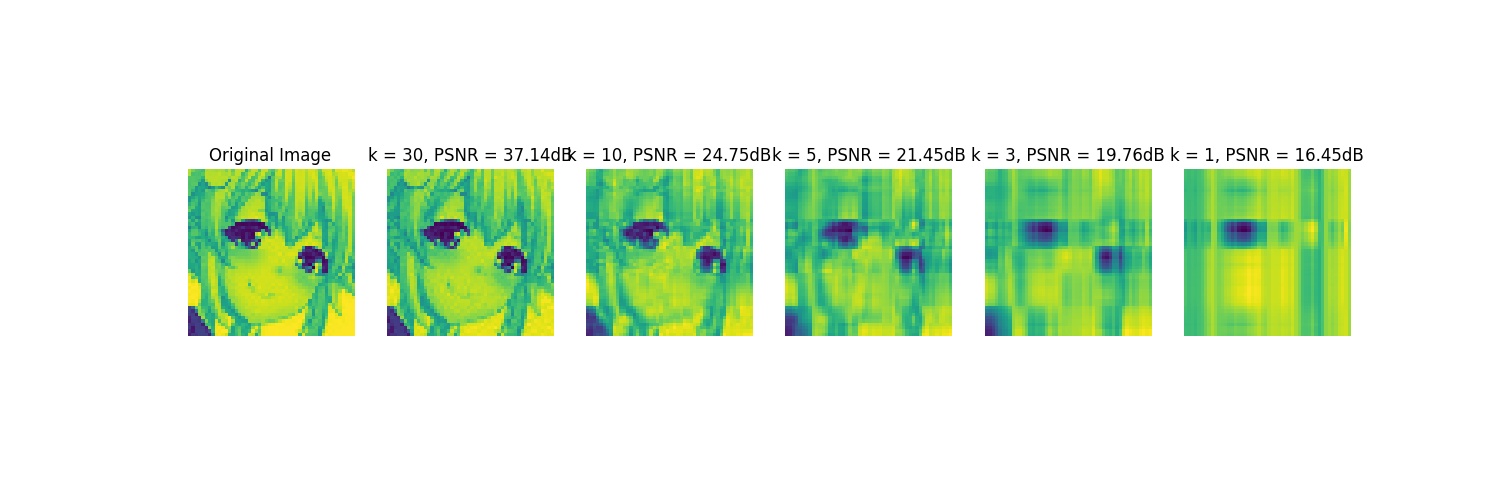 Original Image
k = 30, PSNR = 37.14dB
k = 10, PSNR = 24.75dB
k = 5, PSNR = 21.45dB
k = 3, PSNR = 19.76dB
k = 1, PSNR = 16.45dB